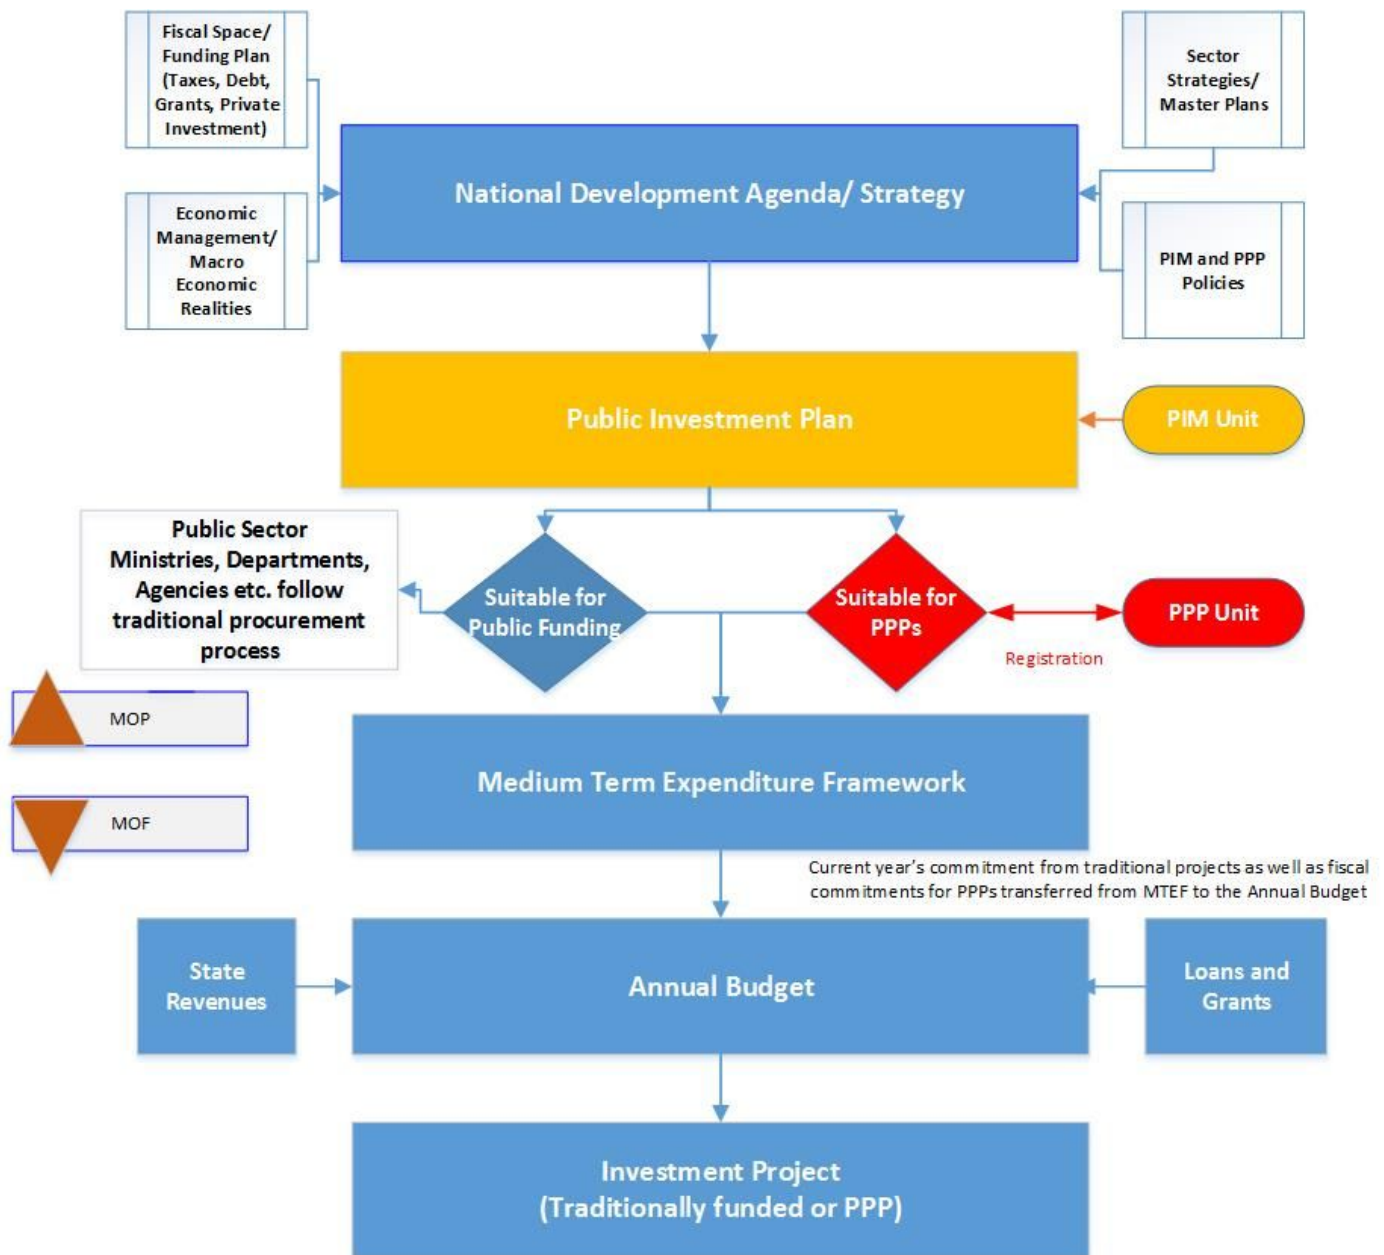 Fiscal Space/
Funding Plan
(Taxes, Debt,
Grants, Private
Investment)
Sector
Strategies/
Master Plans
National Development Agenda/ Strategy
Economic
Management/
Macro
Economic
Realities
PIM and PPP
Policies
Public Investment Plan
PIM Unit
Public Sector
Ministries, Departments,
Agencies etc. follow
traditional procurement
process
Suitable for
Public Funding
Suitable for
PPPs
PPP Unit
Registration
MOP
Medium Term Expenditure Framework
MOF
Current year’s commitment from traditional projects as well as fiscal
commitments for PPPs transferred from MTEF to the Annual Budget
State
Revenues
Annual Budget
Loans and
Grants
Investment Project
(Traditionally funded or PPP)